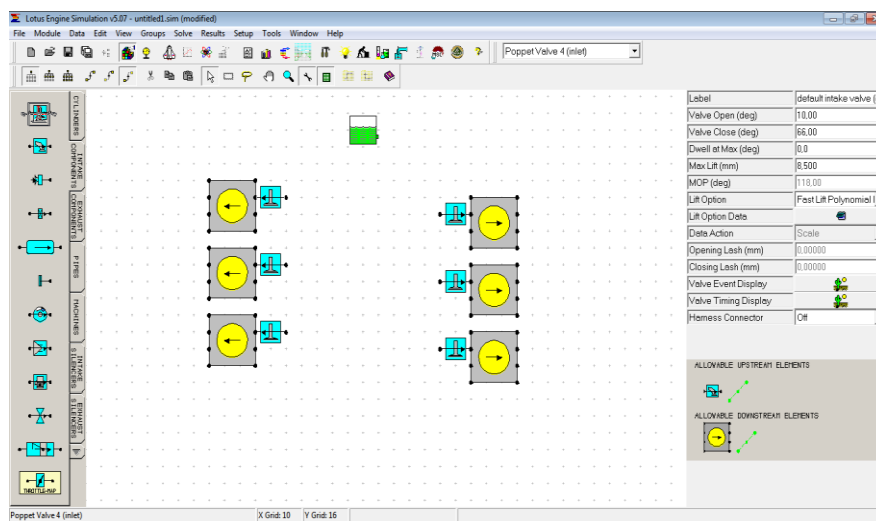 Lotus Engine Simulation v5.07 - untitled1.sim (modified)
File Module Data Edit View Groups Solve Results Setup Tools Window Help
Poppet Valve 4 (inlet)
CYLINDERS
INTAKE COMPONENTS
EXHAUST COMPONENTS
PIPES
MACHINES
INTAKE SILENCERS
EXHAUST SILENCERS
THROTTLE-MAP
Label default intake valve (
Valve Open (deg) 10,00
Valve Close (deg) 66,00
Dwell at Max (deg) 0,0
Max Lift (mm) 8,500
MOP (deg) 118,00
Lift Option Fast Lift Polynomial
Lift Option Data
Data Action Scale
Opening Lash (mm) 0,00000
Closing Lash (mm) 0,00000
Valve Event Display
Valve Timing Display
Harness Connector Off
ALLOWABLE UPSTREAM ELEMENTS
ALLOWABLE DOWNSTREAM ELEMENTS
Poppet Valve 4 (inlet) X Grid: 10 Y Grid: 16